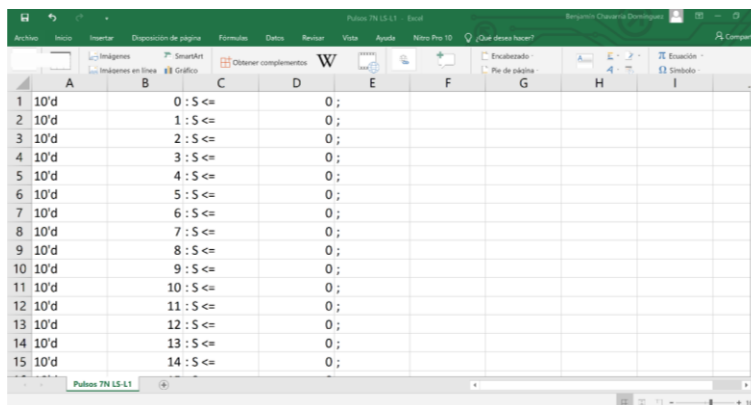 Pulsos 7N LS-L1 - Excel
Benjamin Chavarria Dominguez
Archivo Inicio Insertar Disposición de página Fórmulas Datos Revisar Vista Ayuda Nitro Pro 10 ¿Qué desea hacer? Compar
Imágenes SmartArt Obtener complementos W Encabezado Ecuación
Imágenes en línea Gráfico Pie de página Símbolo
A B C D E F G H I
1 10'd 0 : S <= 0 ;
2 10'd 1 : S <= 0 ;
3 10'd 2 : S <= 0 ;
4 10'd 3 : S <= 0 ;
5 10'd 4 : S <= 0 ;
6 10'd 5 : S <= 0 ;
7 10'd 6 : S <= 0 ;
8 10'd 7 : S <= 0 ;
9 10'd 8 : S <= 0 ;
10 10'd 9 : S <= 0 ;
11 10'd 10 : S <= 0 ;
12 10'd 11 : S <= 0 ;
13 10'd 12 : S <= 0 ;
14 10'd 13 : S <= 0 ;
15 10'd 14 : S <= 0 ;
Pulsos 7N LS-L1